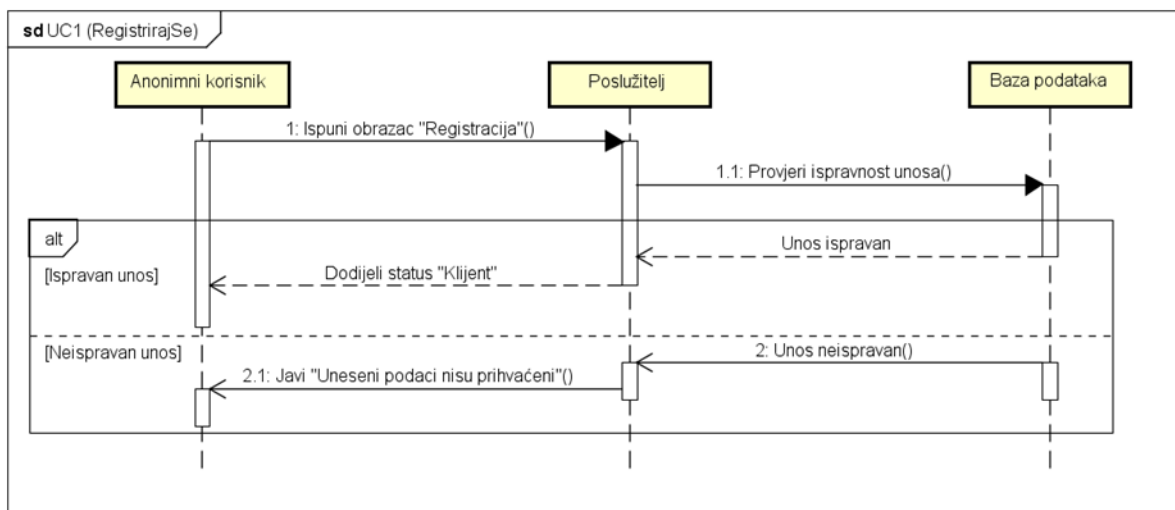 sd UC1 (RegistrirajSe)
Anonimni korisnik
Poslužitelj
Baza podataka
1: Ispuni obrazac "Registracija"()
1.1: Provjeri ispravnost unosa()
alt
Unos ispravan
[Ispravan unos]
Dodijeli status "Klijent"
[Neispravan unos]
2: Unos neispravan()
2.1: Javi "Uneseni podaci nisu prihvaćeni"()